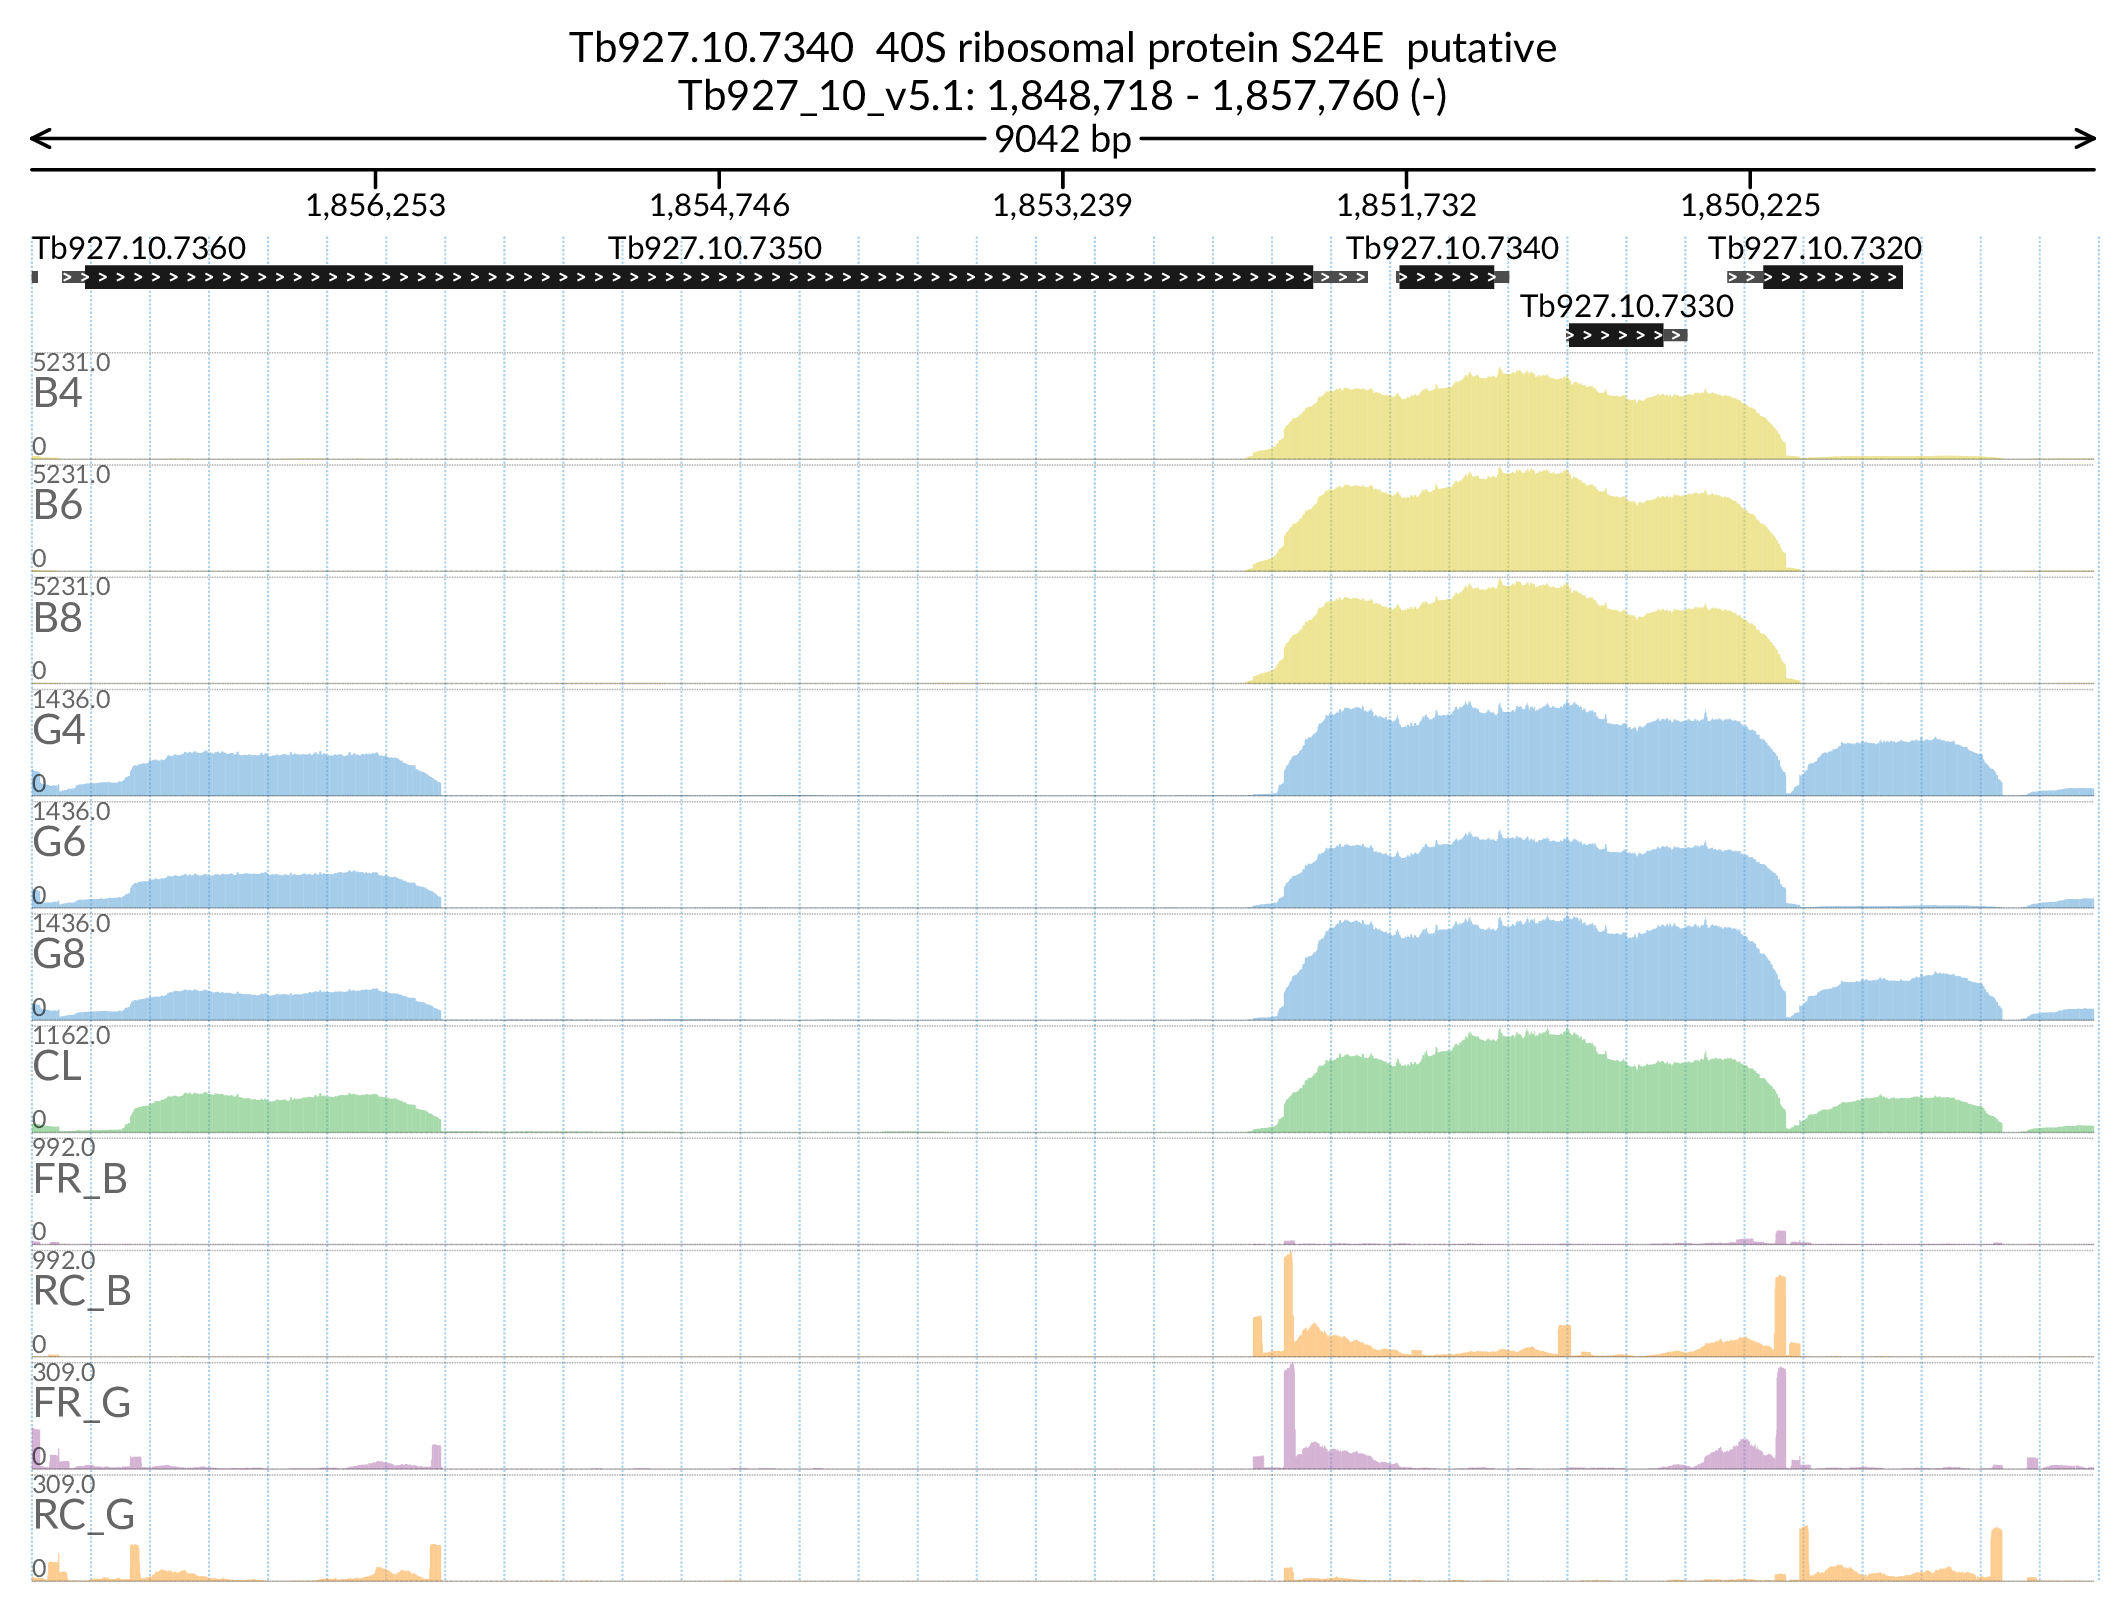 Tb927.10.7340  40S ribosomal protein S24E  putative
Tb927_10_v5.1: 1,848,718 - 1,857,760 (-)
9042 bp
1,856,253 1,854,746 1,853,239 1,851,732 1,850,225
Tb927.10.7360 Tb927.10.7350 Tb927.10.7340 Tb927.10.7320
Tb927.10.7330
5231.0
B4
0
5231.0
B6
0
5231.0
B8
0
1436.0
G4
0
1436.0
G6
0
1436.0
G8
0
1162.0
CL
0
992.0
FR_B
0
992.0
RC_B
0
309.0
FR_G
0
309.0
RC_G
0